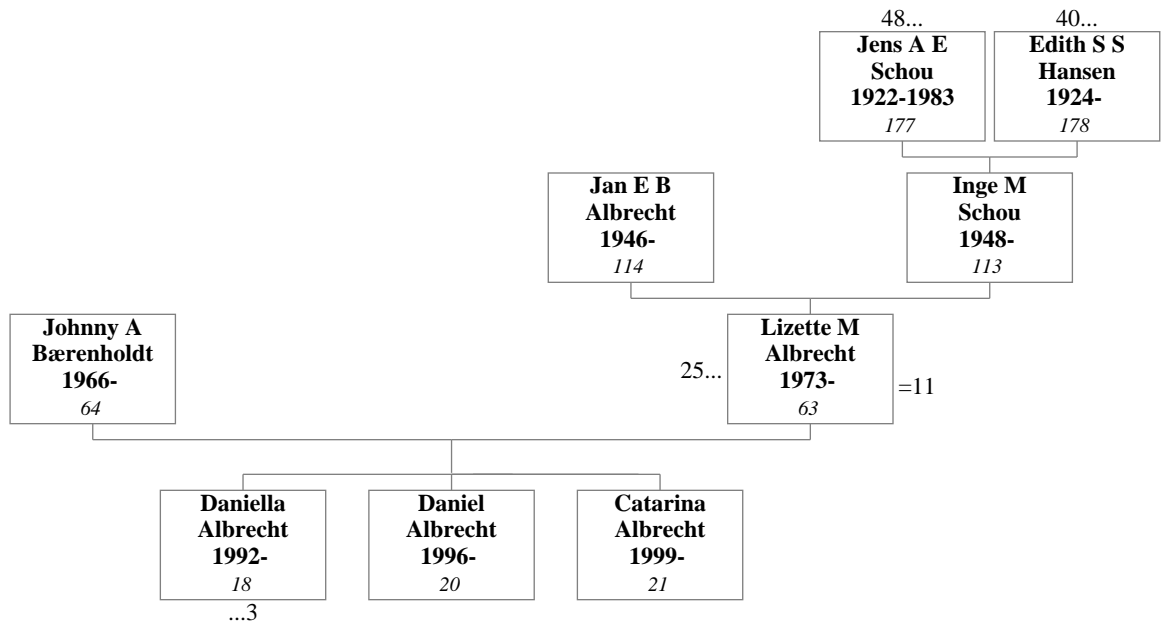 48...
Jens A E
Schou
1922-1983
177
40...
Edith S S
Hansen
1924-
178
Jan E B
Albrecht
1946-
114
Inge M
Schou
1948-
113
Johnny A
Bærenholdt
1966-
64
25...
Lizette M
Albrecht
1973-
63
=11
Daniella
Albrecht
1992-
18
...3
Daniel
Albrecht
1996-
20
Catarina
Albrecht
1999-
21